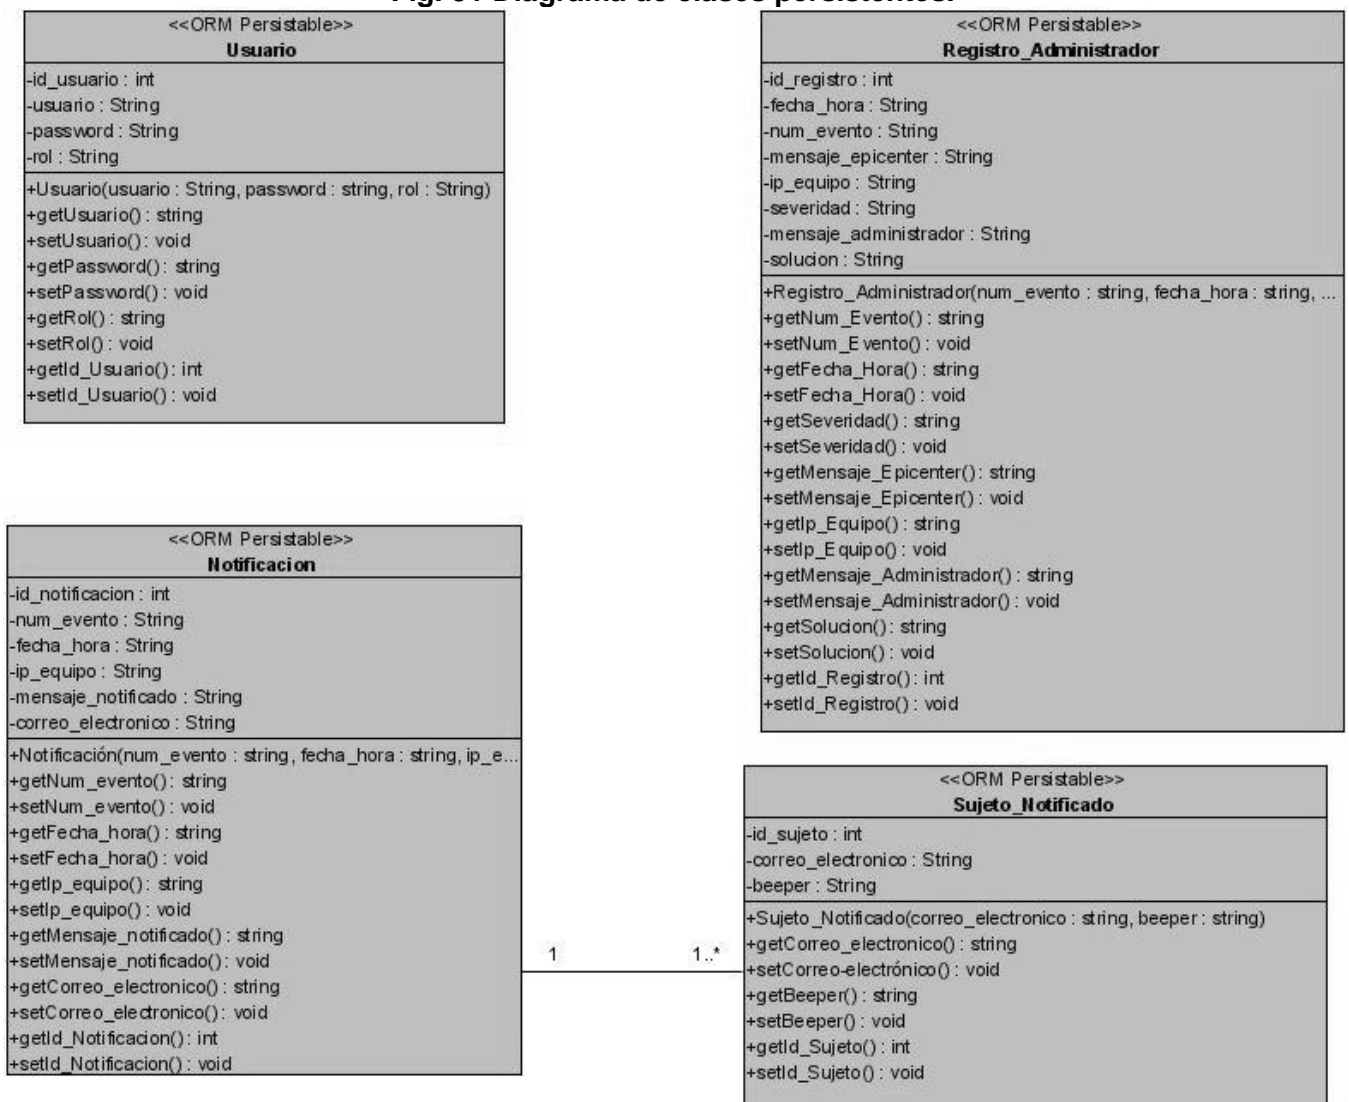 <<ORM Persistable>>
Usuario
-id_usuario : int
-usuario : String
-password : String
-rol : String
+Usuario(usuario : String, password : string, rol : String)
+getUsuario() : string
+setUsuario() : void
+getPassword() : string
+setPassword() : void
+getRol() : string
+setRol() : void
+getId_Usuario() : int
+setId_Usuario() : void
<<ORM Persistable>>
Registro_Administrador
-id_registro : int
-fecha_hora : String
-num_evento : String
-mensaje_epicenter : String
-ip_equipo : String
-severidad : String
-mensaje_administrador : String
-solucion : String
+Registro_Administrador(num_evento : string, fecha_hora : string, ...
+getNum_Evento() : string
+setNum_Evento() : void
+getFecha_Hora() : string
+setFecha_Hora() : void
+getSeveridad() : string
+setSeveridad() : void
+getMensaje_Epicenter() : string
+setMensaje_Epicenter() : void
+getIp_Equipo() : string
+setIp_Equipo() : void
+getMensaje_Administrador() : string
+setMensaje_Administrador() : void
+getSolucion() : string
+setSolucion() : void
+getId_Registro() : int
+setId_Registro() : void
<<ORM Persistable>>
Notificacion
-id_notificacion : int
-num_evento : String
-fecha_hora : String
-ip_equipo : String
-mensaje_notificado : String
-correo_electronico : String
+Notificación(num_evento : string, fecha_hora : string, ip_e...
+getNum_evento() : string
+setNum_evento() : void
+getFecha_hora() : string
+setFecha_hora() : void
+getIp_equipo() : string
+setIp_equipo() : void
+getMensaje_notificado() : string
+setMensaje_notificado() : void
+getCorreo_electronico() : string
+setCorreo_electronico() : void
+getId_Notificacion() : int
+setId_Notificacion() : void
1
1..*
<<ORM Persistable>>
Sujeto_Notificado
-id_sujeto : int
-correo_electronico : String
-beeper : String
+Sujeto_Notificado(correo_electronico : string, beeper : string)
+getCorreo_electronico() : string
+setCorreo-electrónico() : void
+getBeeper() : string
+setBeeper() : void
+getId_Sujeto() : int
+setId_Sujeto() : void